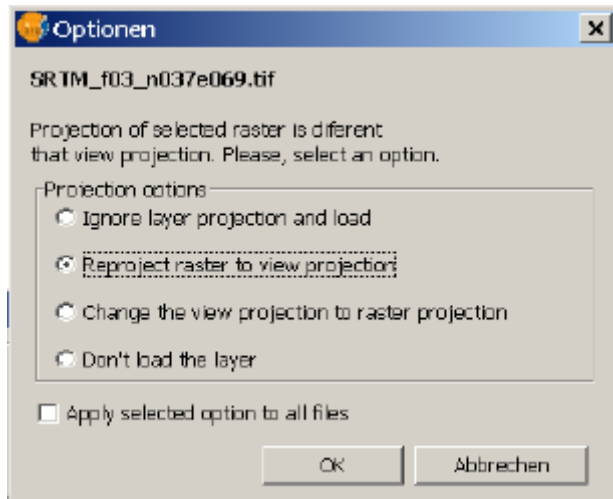 Optionen
SRTM_f03_n037e069.tif
Projection of selected raster is diferent
that view projection. Please, select an option.
Projection options
Ignore layer projection and load
Reproject raster to view projection
Change the view projection to raster projection
Don't load the layer
Apply selected option to all files
OK Abbrechen